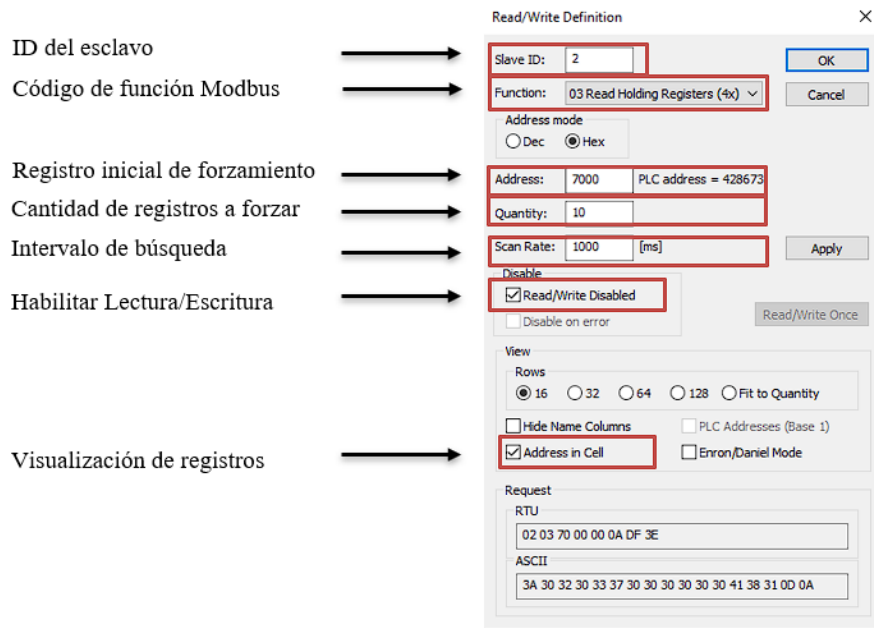 Read/Write Definition
ID del esclavo
Slave ID: 2
OK
Código de función Modbus
Function: 03 Read Holding Registers (4x)
Cancel
Address mode
Dec Hex
Registro inicial de forzamiento
Address: 7000 PLC address = 428673
Cantidad de registros a forzar
Quantity: 10
Intervalo de búsqueda
Scan Rate: 1000 [ms]
Apply
Disable
Habilitar Lectura/Escritura
Read/Write Disabled
Disable on error
Read/Write Once
View
Rows
16 32 64 128 Fit to Quantity
Hide Name Columns PLC Addresses (Base 1)
Visualización de registros
Address in Cell Enron/Daniel Mode
Request
RTU
02 03 70 00 00 0A DF 3E
ASCII
3A 30 32 30 33 37 30 30 30 30 30 30 41 38 31 0D 0A